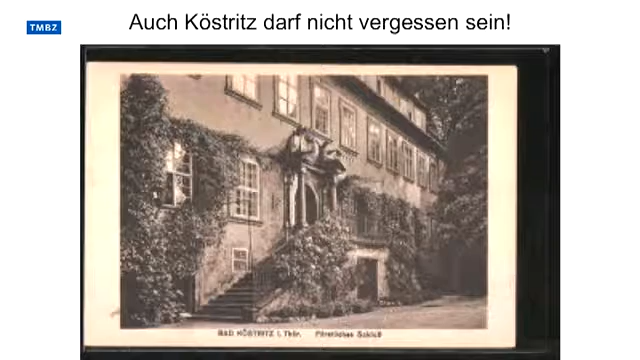 Auch Köstritz darf nicht vergessen sein!
TMBZ
BAD KÖSTRITZ i. Thür. Fürstliches Schloß